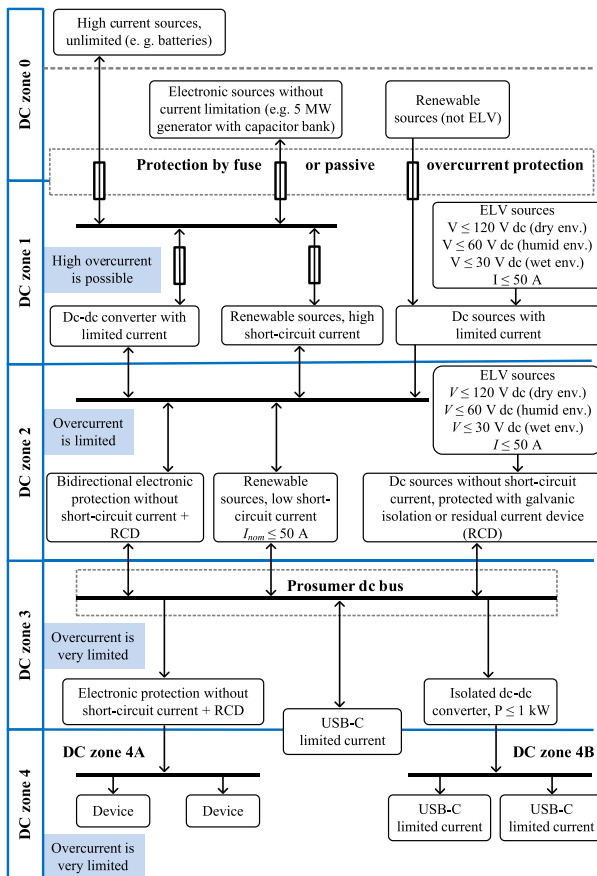 High current sources,
unlimited (e. g. batteries)
DC zone 0
Electronic sources without
current limitation (e.g. 5 MW
generator with capacitor bank)
Renewable
sources (not ELV)
Protection by fuse or passive overcurrent protection
DC zone 1
ELV sources
V ≤ 120 V dc (dry env.)
V ≤ 60 V dc (humid env.)
V ≤ 30 V dc (wet env.)
I ≤ 50 A
High overcurrent
is possible
Dc-dc converter with
limited current
Renewable sources, high
short-circuit current
Dc sources with
limited current
DC zone 2
ELV sources
V ≤ 120 V dc (dry env.)
V ≤ 60 V dc (humid env.)
V ≤ 30 V dc (wet env.)
I ≤ 50 A
Overcurrent
is limited
Bidirectional electronic
protection without
short-circuit current +
RCD
Renewable
sources, low short-
circuit current
Inom ≤ 50 A
Dc sources without short-circuit
current, protected with galvanic
isolation or residual current device
(RCD)
DC zone 3
Prosumer dc bus
Overcurrent is
very limited
Electronic protection without
short-circuit current + RCD
USB-C
limited current
Isolated dc-dc
converter, P ≤ 1 kW
DC zone 4
DC zone 4A
DC zone 4B
Device
Device
USB-C
limited current
USB-C
limited current
Overcurrent is
very limited